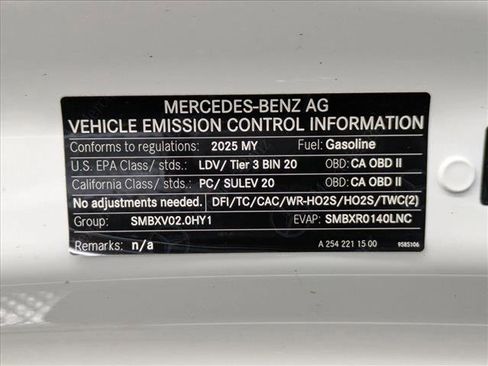 MERCEDES-BENZ AG
VEHICLE EMISSION CONTROL INFORMATION
Conforms to regulations: 2025 MY Fuel: Gasoline
U.S. EPA Class/ stds.: LDV/ Tier 3 BIN 20 OBD: CA OBD II
California Class/ stds.: PC/ SULEV 20 OBD: CA OBD II
No adjustments needed. DFI/TC/CAC/WR-HO2S/HO2S/TWC(2)
Group: SMBXV02.0HY1 EVAP: SMBXR0140LNC
Remarks: n/a A 254 221 15 00 9585106